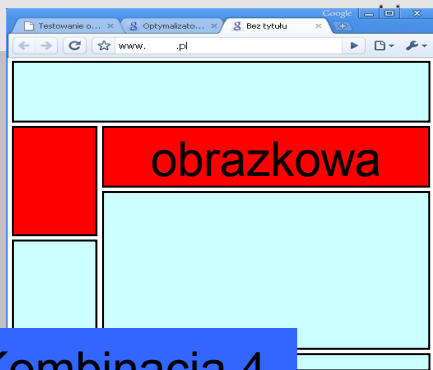 Google
Testowanie o...
Optymalizato...
Bez tytułu
www. .pl
obrazkowa
Kombinacja 4